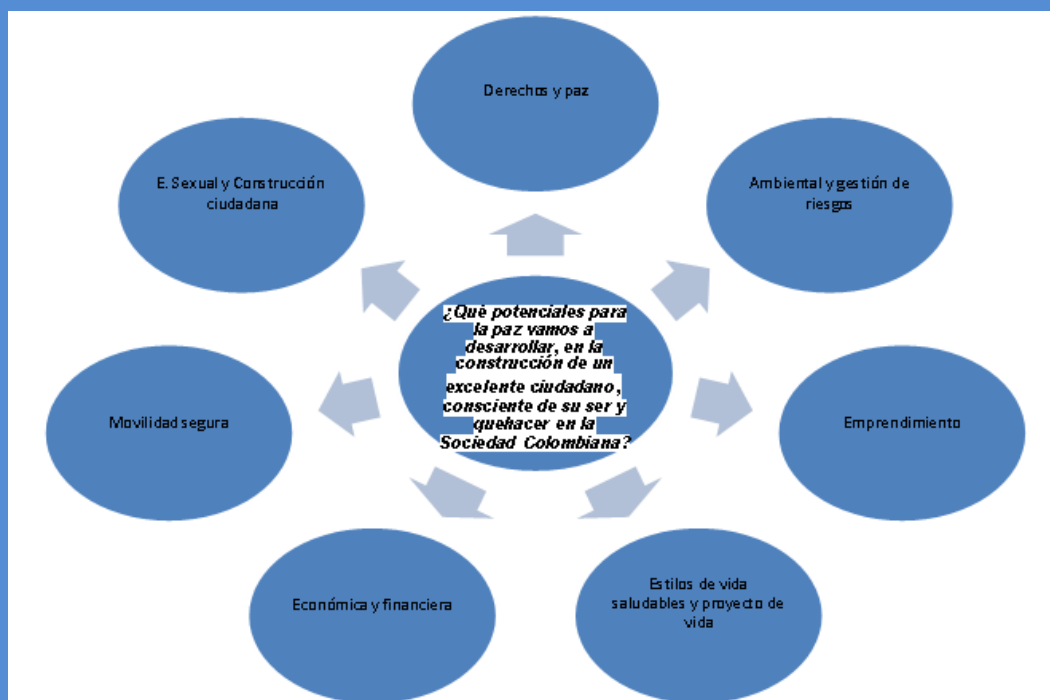 Derechos y paz
E. Sexual y Construcción
ciudadana
Ambiental y gestión de
riesgos
¿Qué potenciales para
la paz vamos a
desarrollar, en la
construcción de un
excelente ciudadano,
consciente de su ser y
quehacer en la
Sociedad Colombiana?
Movilidad segura
Emprendimiento
Económica y financiera
Estilos de vida
saludables y proyecto de
vida